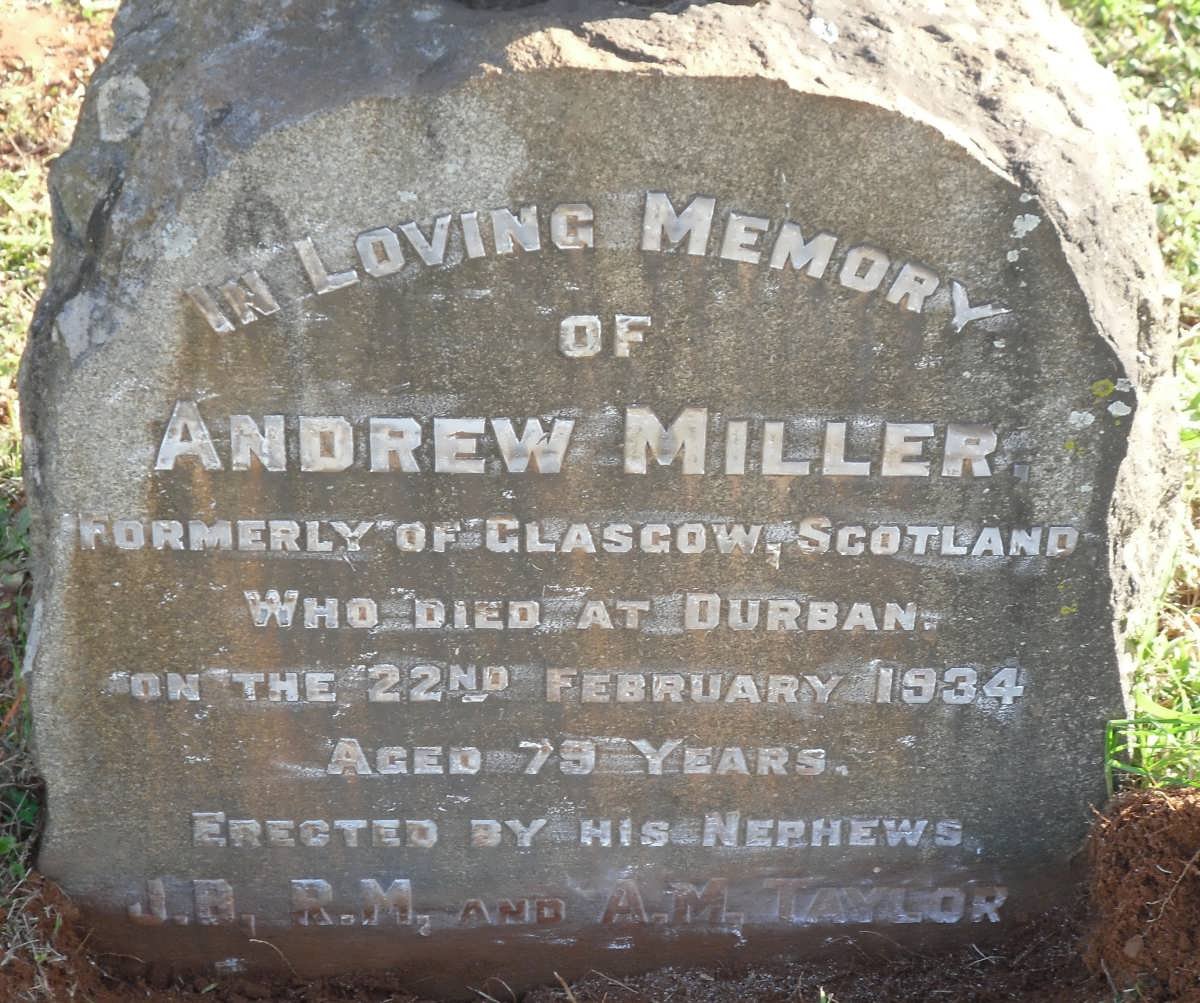 IN LOVING MEMORY
OF
ANDREW MILLER.
FORMERLY OF GLASGOW, SCOTLAND
WHO DIED AT DURBAN.
ON THE 22ND FEBRUARY 1934
AGED 79 YEARS.
ERECTED BY HIS NEPHEWS.
R.M, AND A.M, TAYLOR